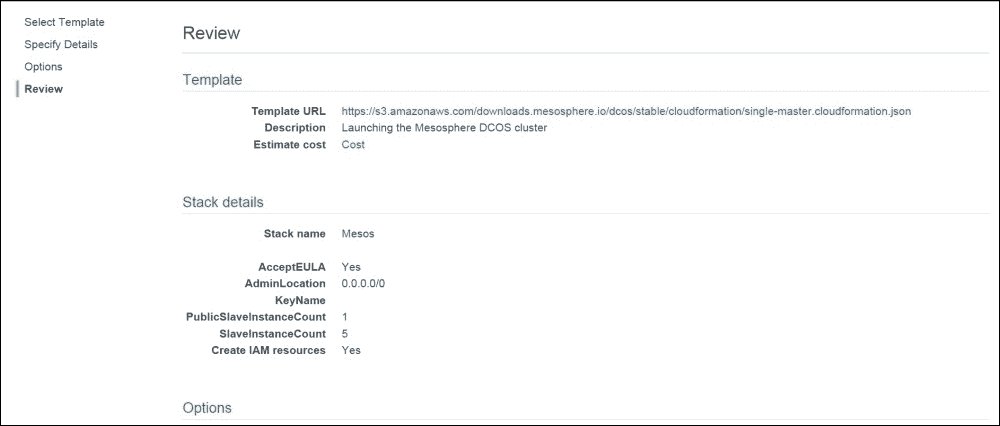 Select Template
Specify Details
Options
Review
Review
Template
Template URL https://s3.amazonaws.com/downloads.mesosphere.io/dcos/stable/cloudformation/single-master.cloudformation.json
Description Launching the Mesosphere DCOS cluster
Estimate cost Cost
Stack details
Stack name Mesos
AcceptEULA Yes
AdminLocation 0.0.0.0/0
KeyName
PublicSlaveInstanceCount 1
SlaveInstanceCount 5
Create IAM resources Yes
Options